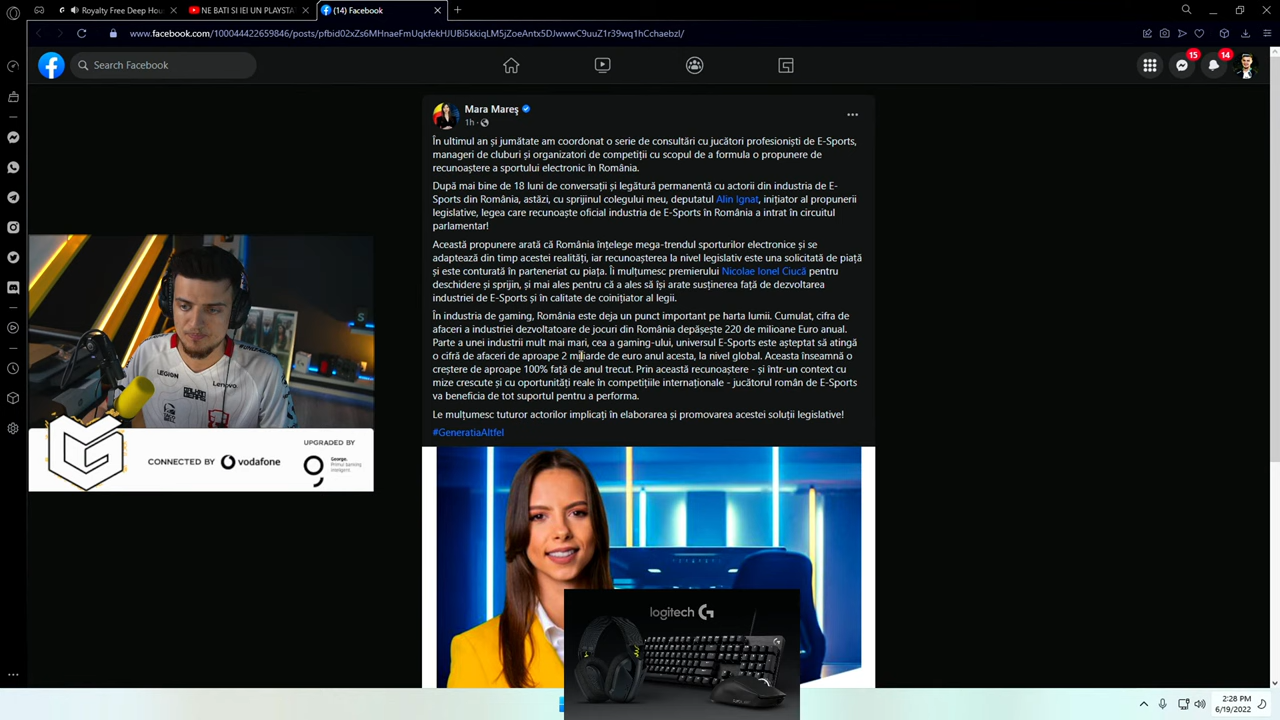 Royalty Free Deep Hou
NE BATI SI IEI UN PLAYSTA
(14) Facebook
www.facebook.com/100044422659846/posts/pfbid02xZs6MHnaeFmUqkfekHJUBi5kkiqLM5jZoeAntx5DJwwwC9uuZ1r39wq1hCchaebzl/
Search Facebook
15
14
Mara Mareș
1h
În ultimul an și jumătate am coordonat o serie de consultări cu jucători profesioniști de E-Sports,
manageri de cluburi și organizatori de competiții cu scopul de a formula o propunere de
recunoaștere a sportului electronic în România.
După mai bine de 18 luni de conversații și legătură permanentă cu actorii din industria de E-
Sports din România, astăzi, cu sprijinul colegului meu, deputatul Alin Ignat, inițiator al propunerii
legislative, legea care recunoaște oficial industria de E-Sports în România a intrat în circuitul
parlamentar!
Această propunere arată că România înțelege mega-trendul sporturilor electronice și se
adaptează din timp acestei realități, iar recunoașterea la nivel legislativ este una solicitată de piață
și este conturată în parteneriat cu piața. Îi mulțumesc premierului Nicolae Ionel Ciucă pentru
deschidere și sprijin, și mai ales pentru că a ales să își arate susținerea față de dezvoltarea
industriei de E-Sports și în calitate de coinițiator al legii.
În industria de gaming, România este deja un punct important pe harta lumii. Cumulat, cifra de
afaceri a industriei dezvoltatoare de jocuri din România depășește 220 de milioane Euro anual.
Parte a unei industrii mult mai mari, cea a gaming-ului, universul E-Sports este așteptat să atingă
o cifră de afaceri de aproape 2 miliarde de euro anul acesta, la nivel global. Aceasta înseamnă o
creștere de aproape 100% față de anul trecut. Prin această recunoaștere - și într-un context cu
mize crescute și cu oportunități reale în competițiile internaționale - jucătorul român de E-Sports
va beneficia de tot suportul pentru a performa.
Le mulțumesc tuturor actorilor implicați în elaborarea și promovarea acestei soluții legislative!
#GeneratiaAltfel
Lenovo
CONNECTED BY vodafone
UPGRADED BY
George.
Primul banking
inteligent.
logitech G
2:28 PM
6/19/2022